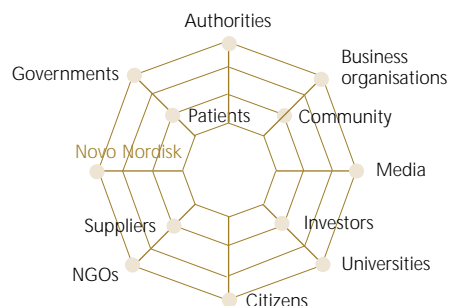 Authorities
Business
organisations
Governments
Patients
Community
Novo Nordisk
Media
Suppliers
Investors
NGOs
Universities
Citizens